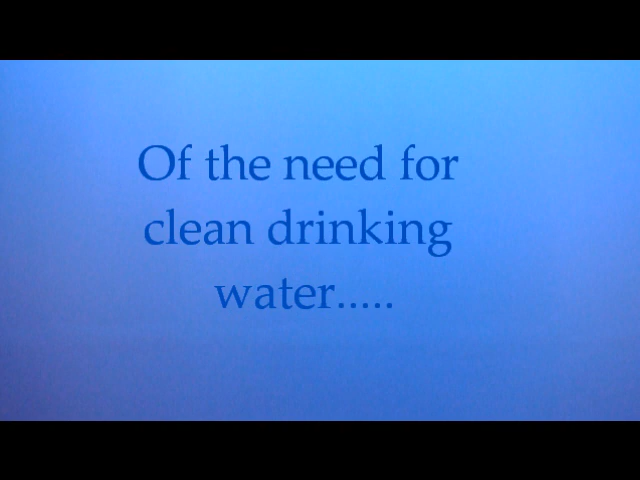 Of the need for
clean drinking
water.....